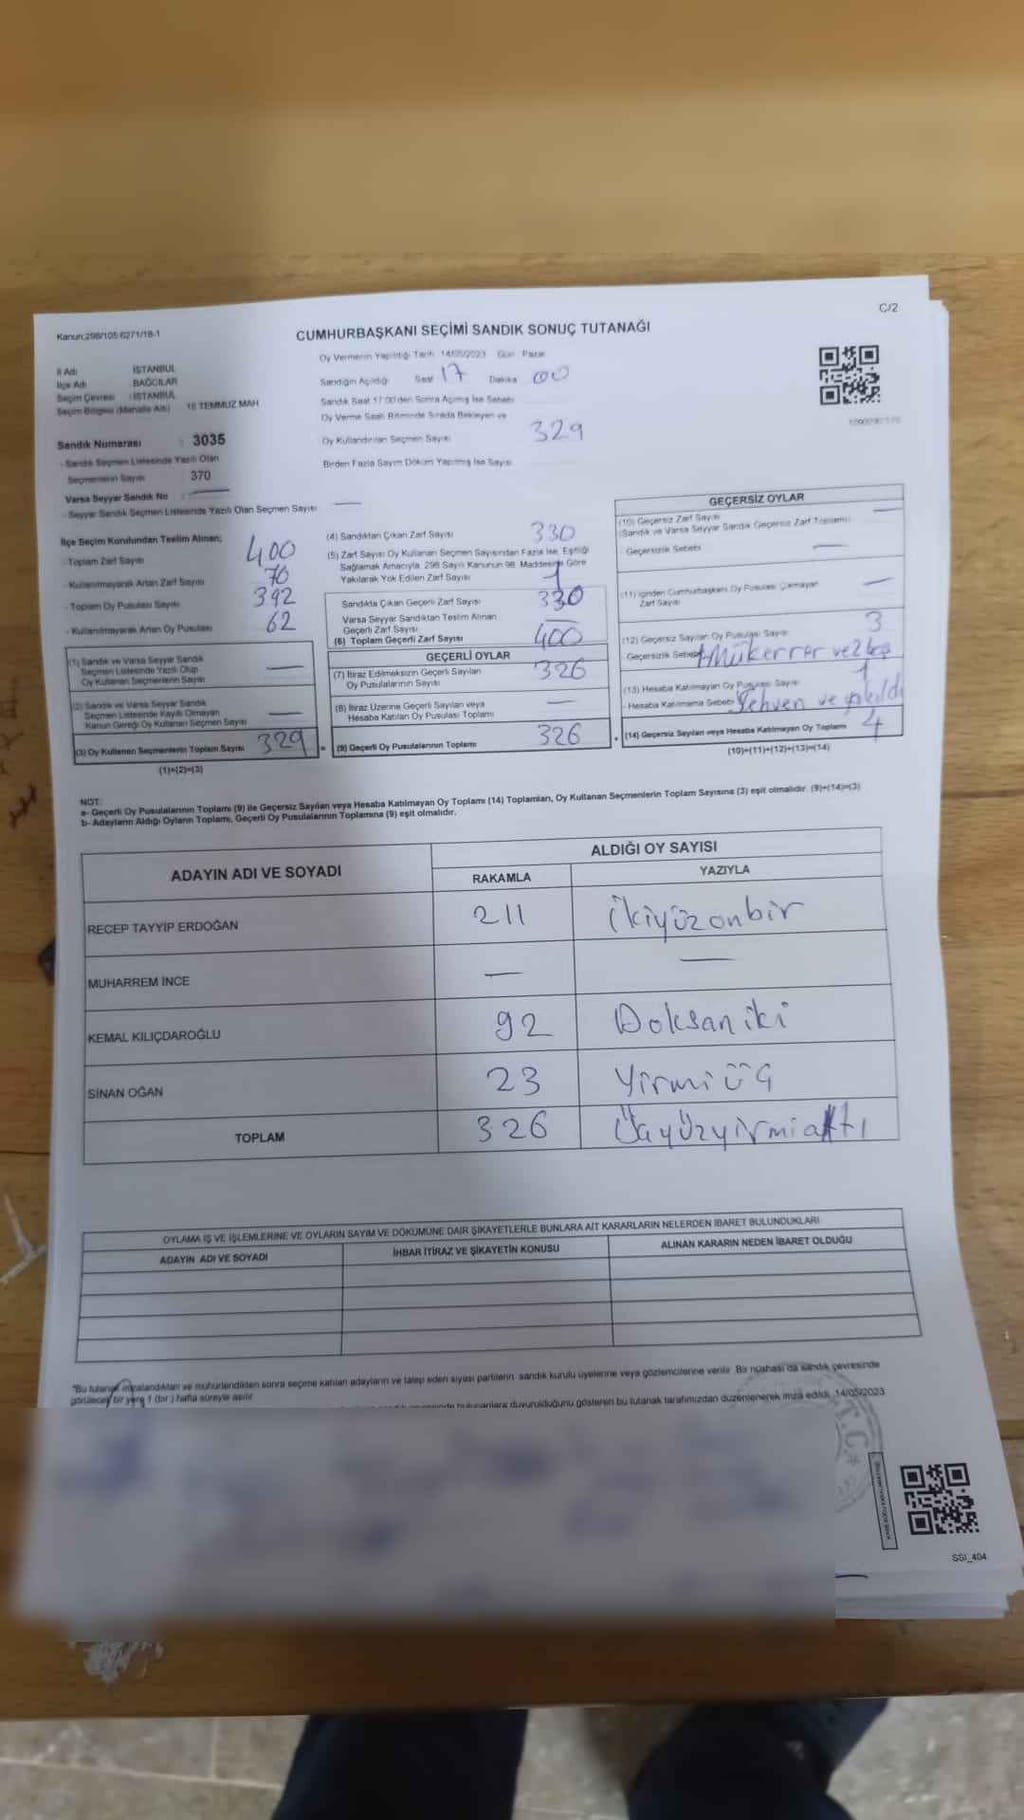 C/2
Kanun:298/105-6271/18-1
CUMHURBAŞKANI SEÇİMİ SANDIK SONUÇ TUTANAĞI
Oy Vermenin Yapıldığı Tarih 14/05/2023 Gün Pazar
İl Adı İSTANBUL
İlçe Adı BAĞCILAR
Seçim Çevresi : İSTANBUL
Seçim Bölgesi (Mahalle Adı) 15 TEMMUZ MAH
Sandığın Açıldığı Saat 17 Dakika 00
Sandık Saat 17.00'den Sonra Açılmış İse Sebebi
Oy Verme Saati Bitiminde Sırada Bekleyen ve
Oy Kullandırılan Seçmen Sayısı 329
Birden Fazla Sayım Döküm Yapılmış İse Sayısı
Sandık Numarası : 3035
- Sandık Seçmen Listesinde Yazılı Olan
Seçmenlerin Sayısı 370
Varsa Seyyar Sandık No : —
- Seyyar Sandık Seçmen Listesinde Yazılı Olan Seçmen Sayısı —
İlçe Seçim Kurulundan Teslim Alınan;
- Toplam Zarf Sayısı 400
- Kullanılmayarak Artan Zarf Sayısı 70
- Toplam Oy Pusulası Sayısı 392
- Kullanılmayarak Artan Oy Pusulası 62
(1) Sandık ve Varsa Seyyar Sandık
Seçmen Listesinde Yazılı Olup
Oy Kullanan Seçmenlerin Sayısı —
(2) Sandık ve Varsa Seyyar Sandık
Seçmen Listesinde Kayıtlı Olmayan
Kanun Gereği Oy Kullanan Seçmen Sayısı —
(3) Oy Kullanan Seçmenlerin Toplam Sayısı 329
(1)+(2)=(3)
(4) Sandıktan Çıkan Zarf Sayısı 330
(5) Zarf Sayısı Oy Kullanan Seçmen Sayısından Fazla İse, Eşitliği
Sağlamak Amacıyla, 298 Sayılı Kanunun 98. Maddesine Göre
Yakılarak Yok Edilen Zarf Sayısı 1
Sandıkta Çıkan Geçerli Zarf Sayısı 330
Varsa Seyyar Sandıktan Teslim Alınan
Geçerli Zarf Sayısı —
(6) Toplam Geçerli Zarf Sayısı 400
GEÇERLİ OYLAR
(7) İtiraz Edilmeksizin Geçerli Sayılan
Oy Pusulalarının Sayısı 326
(8) İtiraz Üzerine Geçerli Sayılan veya
Hesaba Katılan Oy Pusulası Toplamı —
(9) Geçerli Oy Pusulalarının Toplamı 326
GEÇERSİZ OYLAR
(10) Geçersiz Zarf Sayısı
(Sandık ve Varsa Seyyar Sandık Geçersiz Zarf Toplamı) —
Geçersizlik Sebebi —
(11) İçinden Cumhurbaşkanı Oy Pusulası Çıkmayan
Zarf Sayısı —
(12) Geçersiz Sayılan Oy Pusulası Sayısı 3
Geçersizlik Sebebi 1 Mükerrer ve 2 boş
(13) Hesaba Katılmayan Oy Pusulası Sayısı 1
- Hesaba Katılmama Sebebi Sehven ve yakıldı
(14) Geçersiz Sayılan veya Hesaba Katılmayan Oy Toplamı 4
(10)+(11)+(12)+(13)=(14)
NOT:
a- Geçerli Oy Pusulalarının Toplamı (9) ile Geçersiz Sayılan veya Hesaba Katılmayan Oy Toplamı (14) Toplamları, Oy Kullanan Seçmenlerin Toplam Sayısına (3) eşit olmalıdır. (9)+(14)=(3)
b- Adayların Aldığı Oyların Toplamı, Geçerli Oy Pusulalarının Toplamına (9) eşit olmalıdır.
ADAYIN ADI VE SOYADI
ALDIĞI OY SAYISI
RAKAMLA YAZIYLA
RECEP TAYYİP ERDOĞAN 211 İkiyüzonbir
MUHARREM İNCE — —
KEMAL KILIÇDAROĞLU 92 Doksaniki
SİNAN OĞAN 23 Yirmiüç
TOPLAM 326 Üçyüzyirmialtı
OYLAMA İŞ VE İŞLEMLERİNE VE OYLARIN SAYIM VE DÖKÜMÜNE DAİR ŞİKAYETLERLE BUNLARA AİT KARARLARIN NELERDEN İBARET BULUNDUKLARI
ADAYIN ADI VE SOYADI İHBAR İTİRAZ VE ŞİKAYETİN KONUSU ALINAN KARARIN NEDEN İBARET OLDUĞU
"Bu tutanak imzalandıktan ve mühürlendikten sonra seçime katılan adayların ve talep eden siyasi partilerin sandık kurulu üyelerine veya gözlemcilerine verilir. Bir nüshası da sandık çevresinde
görülecek bir yere 1 (bir) hafta süreyle asılır.
bulunanlara duyurulduğunu gösteren bu tutanak tarafımızdan düzenlenerek imza edildi. 14/05/2023
T.C.
SSI_404